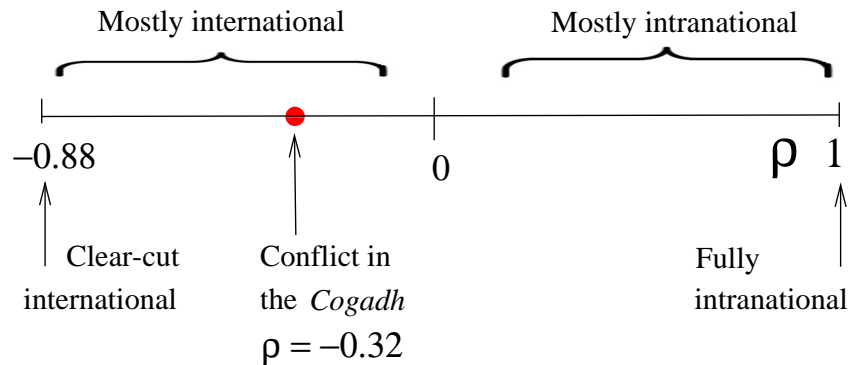 Mostly international
Mostly intranational
−0.88
0
ρ 1
Clear-cut
international
Conflict in
the Cogadh
ρ = −0.32
Fully
intranational